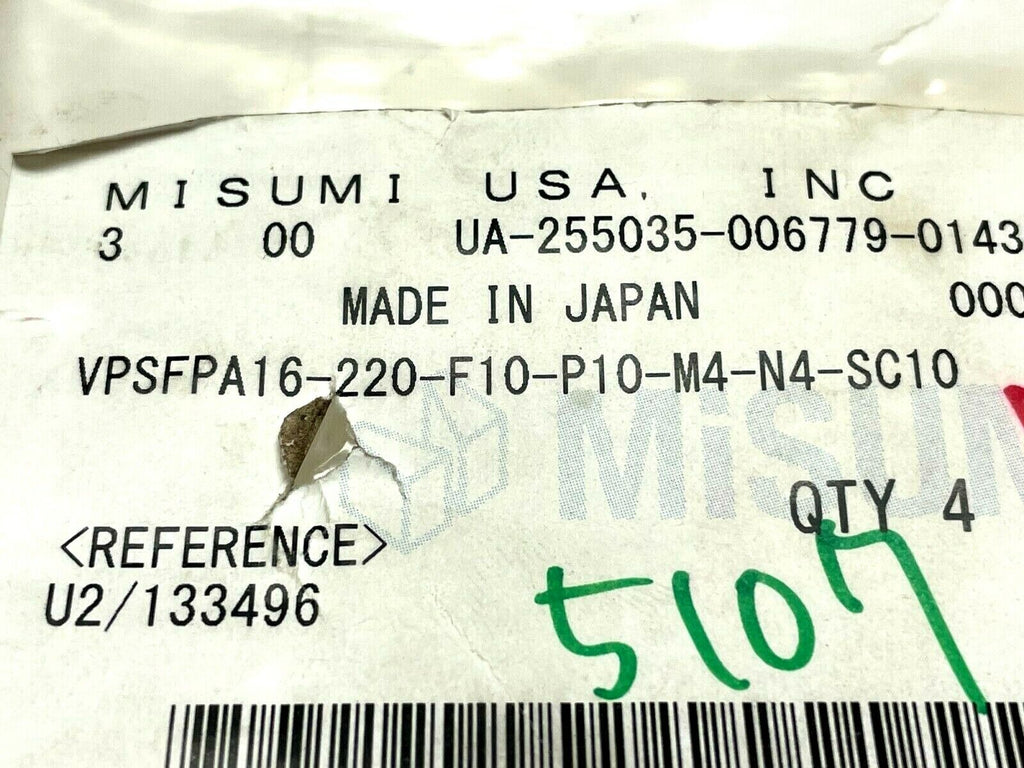 MISUMI USA, INC
3 00 UA-255035-006779-0143
MADE IN JAPAN 000
VPSFPA16-220-F10-P10-M4-N4-SC10
MiSUM
QTY 4
<REFERENCE>
5107
U2/133496